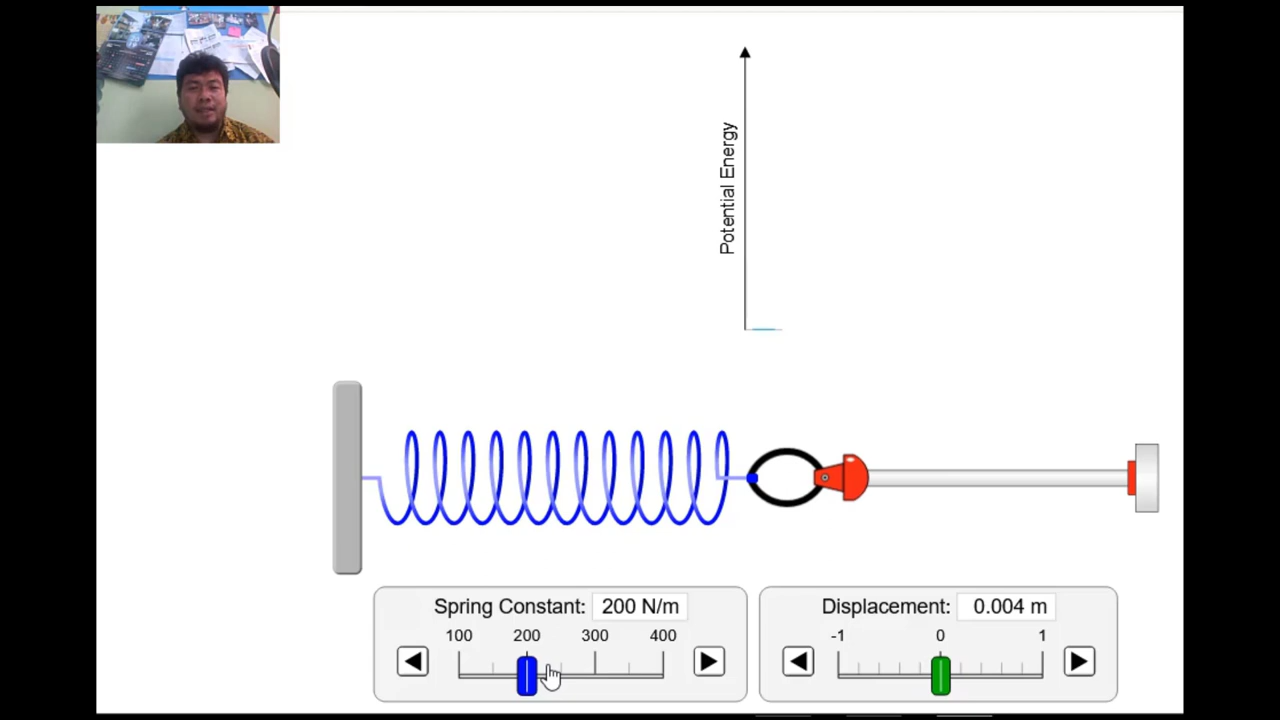 Potential Energy
Spring Constant: 200 N/m
100 200 300 400
Displacement: 0.004 m
-1 0 1